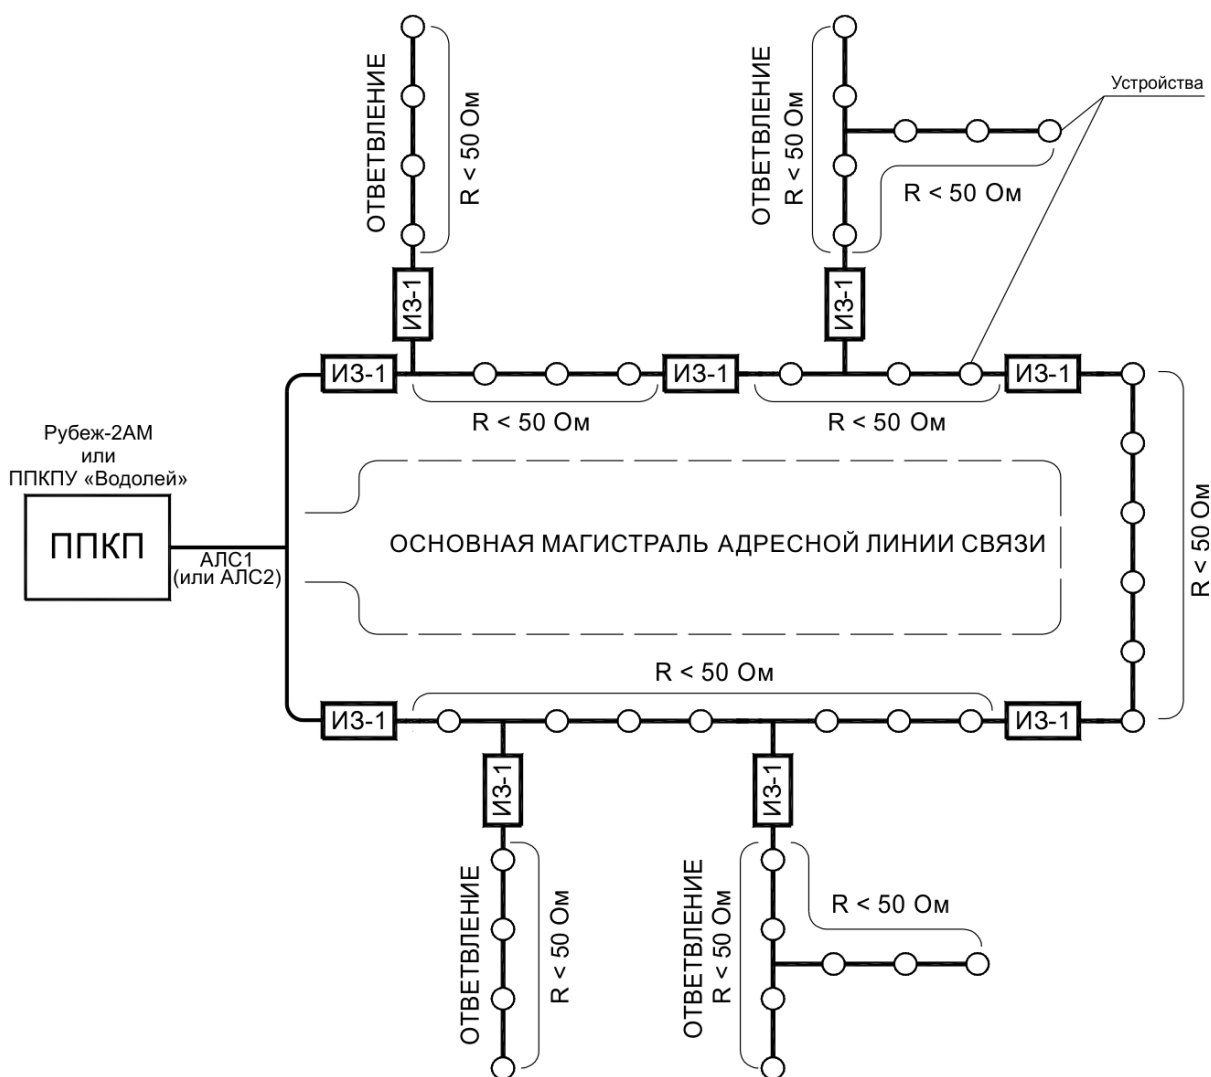 ОТВЕТВЛЕНИЕ
R < 50 Ом
ОТВЕТВЛЕНИЕ
R < 50 Ом
R < 50 Ом
Устройства
ИЗ-1
ИЗ-1
ИЗ-1
ИЗ-1
ИЗ-1
R < 50 Ом
R < 50 Ом
R < 50 Ом
Рубеж-2АМ
или
ППКПУ «Водолей»
ППКП
АЛС1
(или АЛС2)
ОСНОВНАЯ МАГИСТРАЛЬ АДРЕСНОЙ ЛИНИИ СВЯЗИ
R < 50 Ом
ИЗ-1
ИЗ-1
ИЗ-1
ИЗ-1
ОТВЕТВЛЕНИЕ
R < 50 Ом
ОТВЕТВЛЕНИЕ
R < 50 Ом
R < 50 Ом